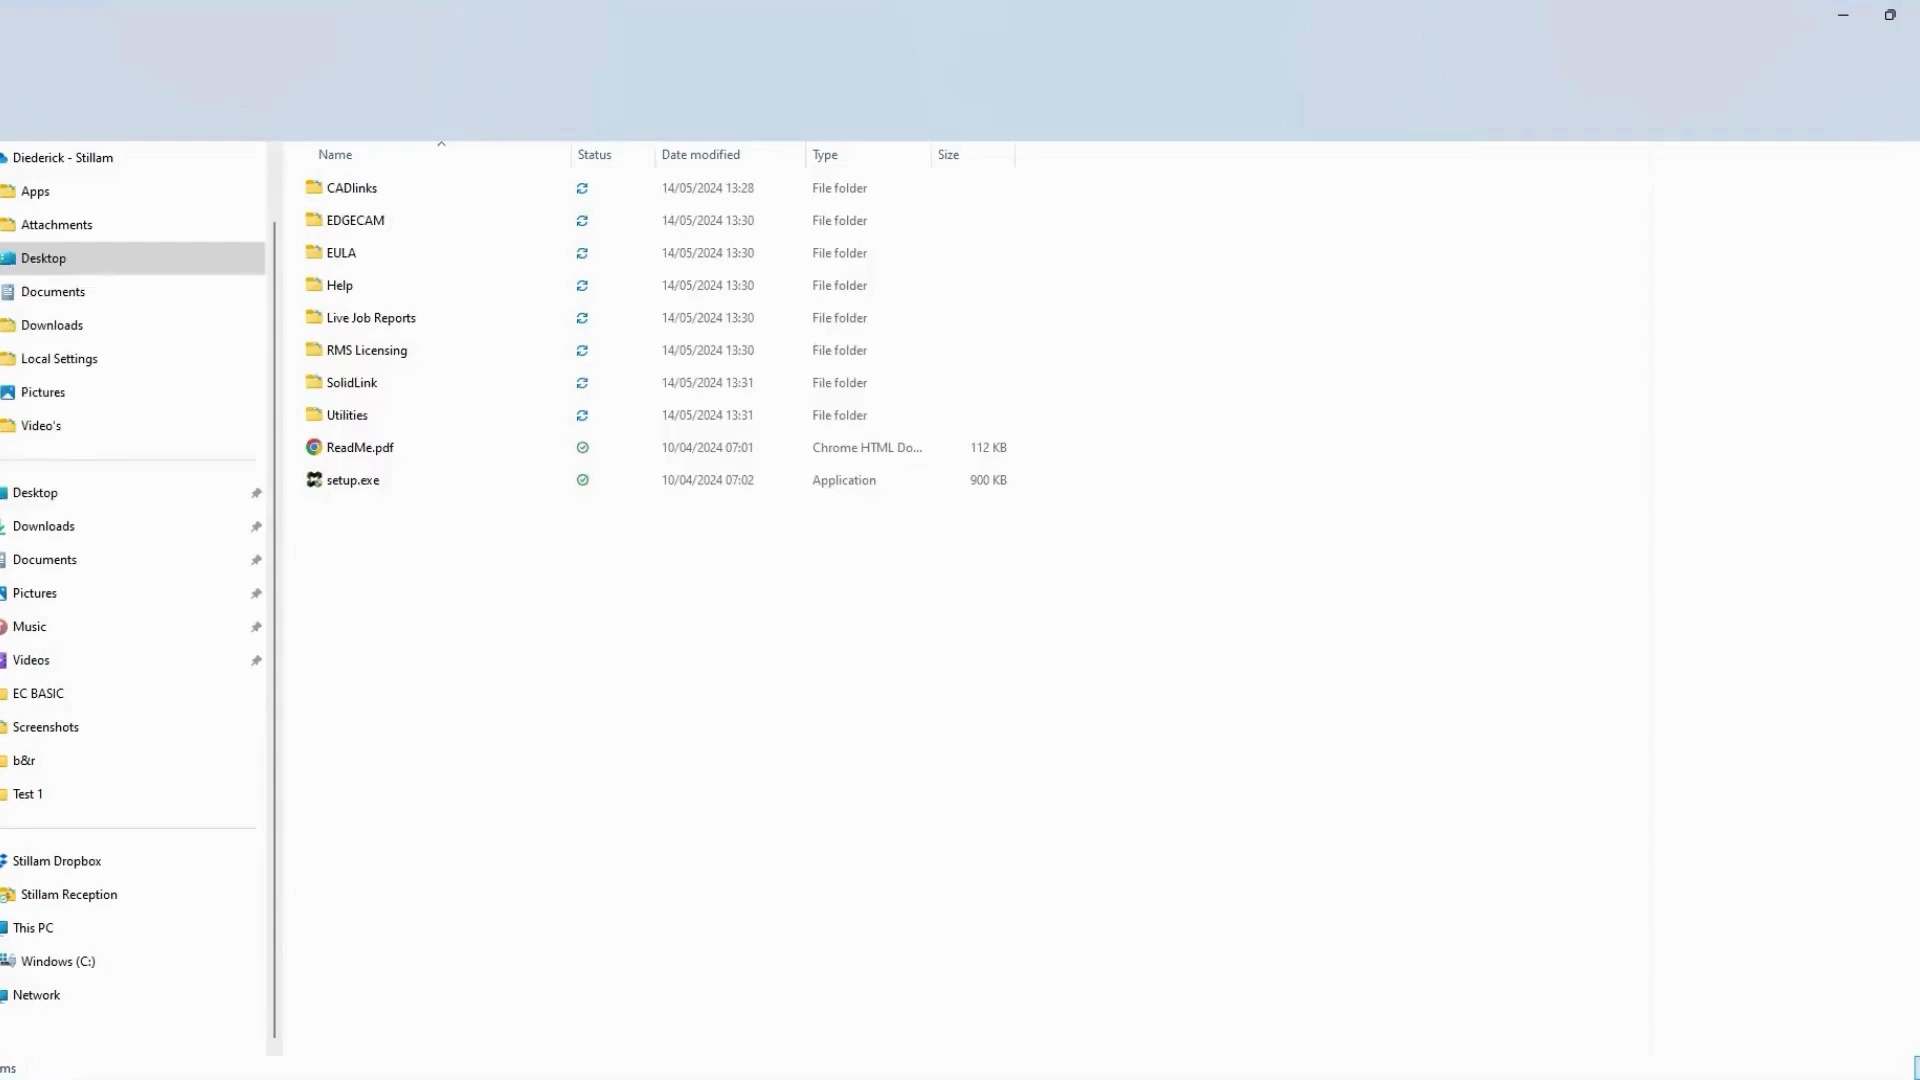 Diederick - Stillam
Apps
Attachments
Desktop
Documents
Downloads
Local Settings
Pictures
Video's
Desktop
Downloads
Documents
Pictures
Music
Videos
EC BASIC
Screenshots
b&r
Test 1
Stillam Dropbox
Stillam Reception
This PC
Windows (C:)
Network
Name Status Date modified Type Size
CADlinks 14/05/2024 13:28 File folder
EDGECAM 14/05/2024 13:30 File folder
EULA 14/05/2024 13:30 File folder
Help 14/05/2024 13:30 File folder
Live Job Reports 14/05/2024 13:30 File folder
RMS Licensing 14/05/2024 13:30 File folder
SolidLink 14/05/2024 13:31 File folder
Utilities 14/05/2024 13:31 File folder
ReadMe.pdf 10/04/2024 07:01 Chrome HTML Do... 112 KB
setup.exe 10/04/2024 07:02 Application 900 KB
ms